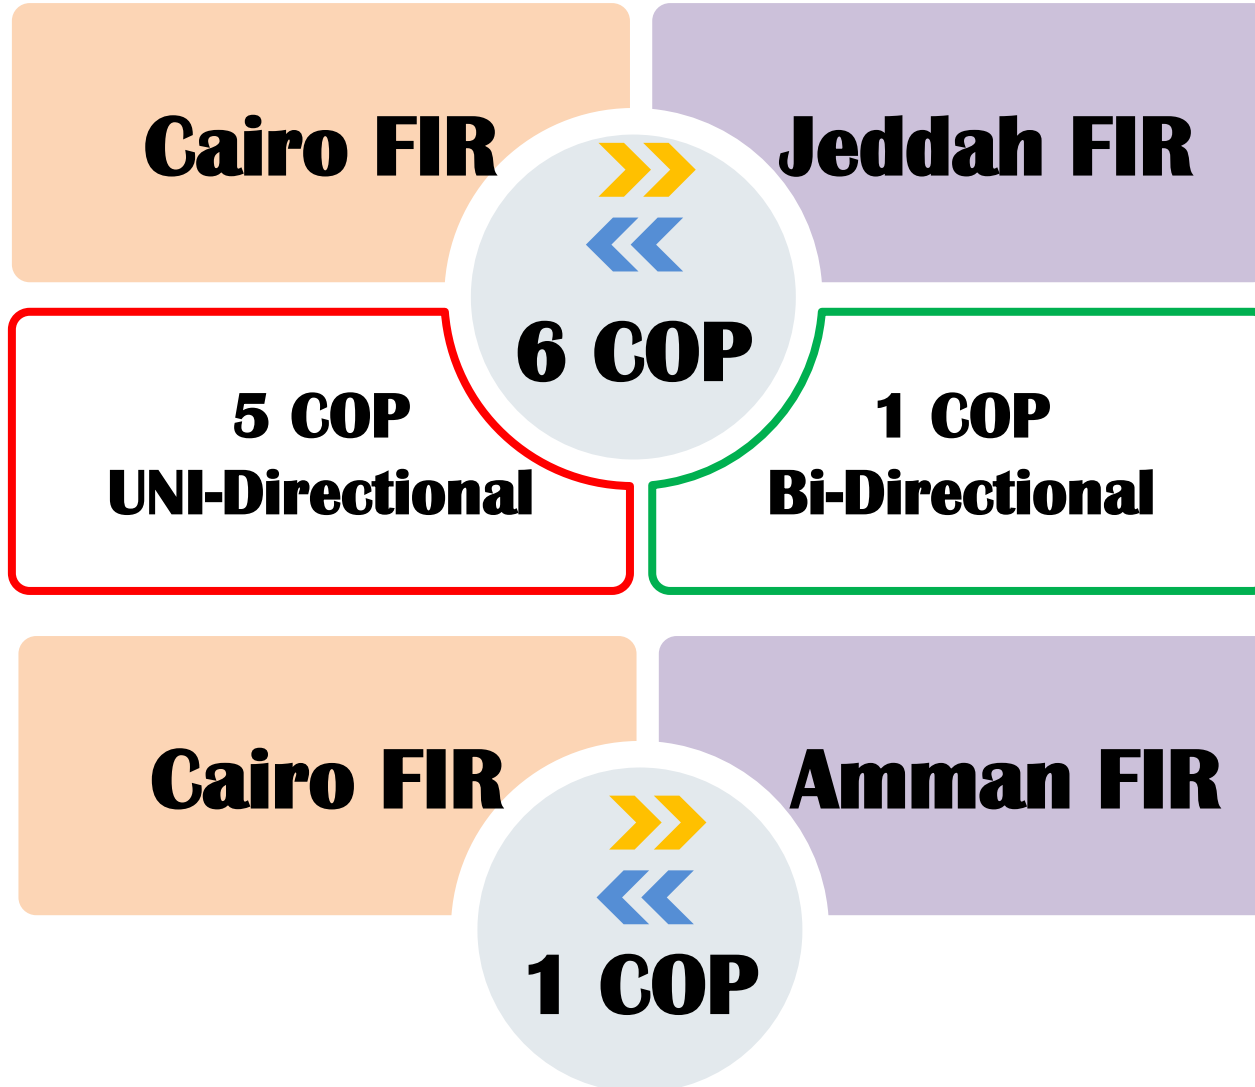 Cairo FIR
Jeddah FIR
6 COP
5 COP
UNI-Directional
1 COP
Bi-Directional
Cairo FIR
Amman FIR
1 COP